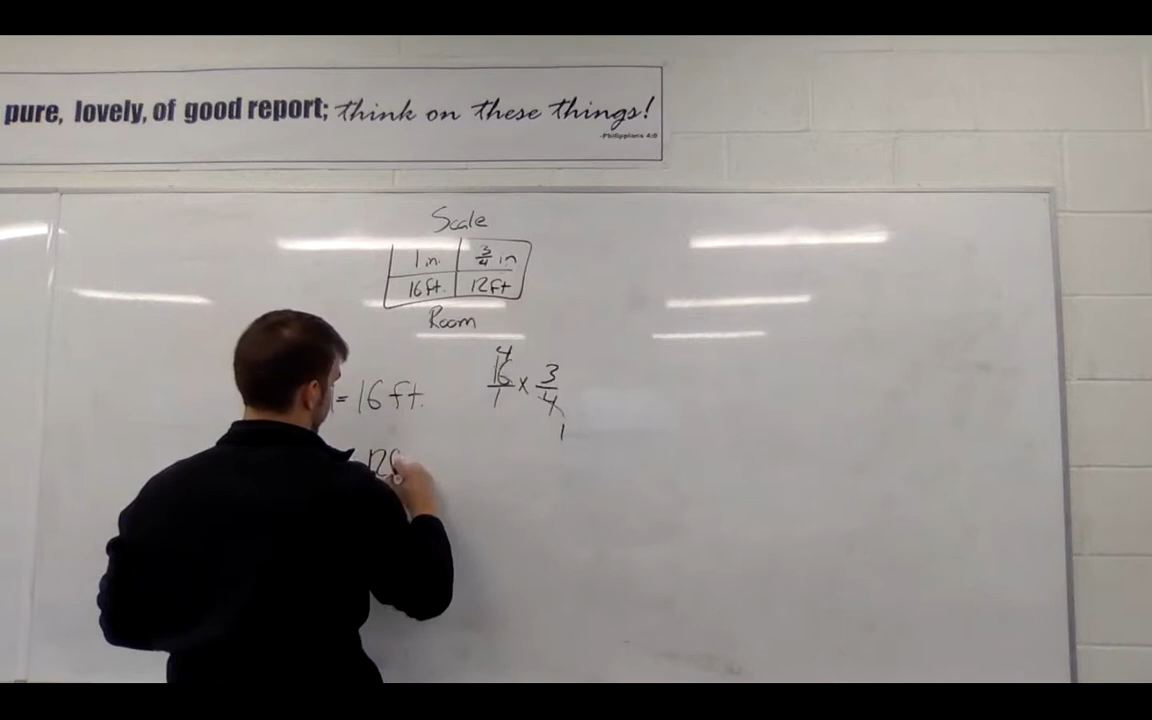 pure, lovely, of good report; think on these things!
-Philippians 4:8
Scale
1 in. 3/4 in
16 ft. 12 ft
Room
4
16/1 × 3/4
1
= 16 ft.
12